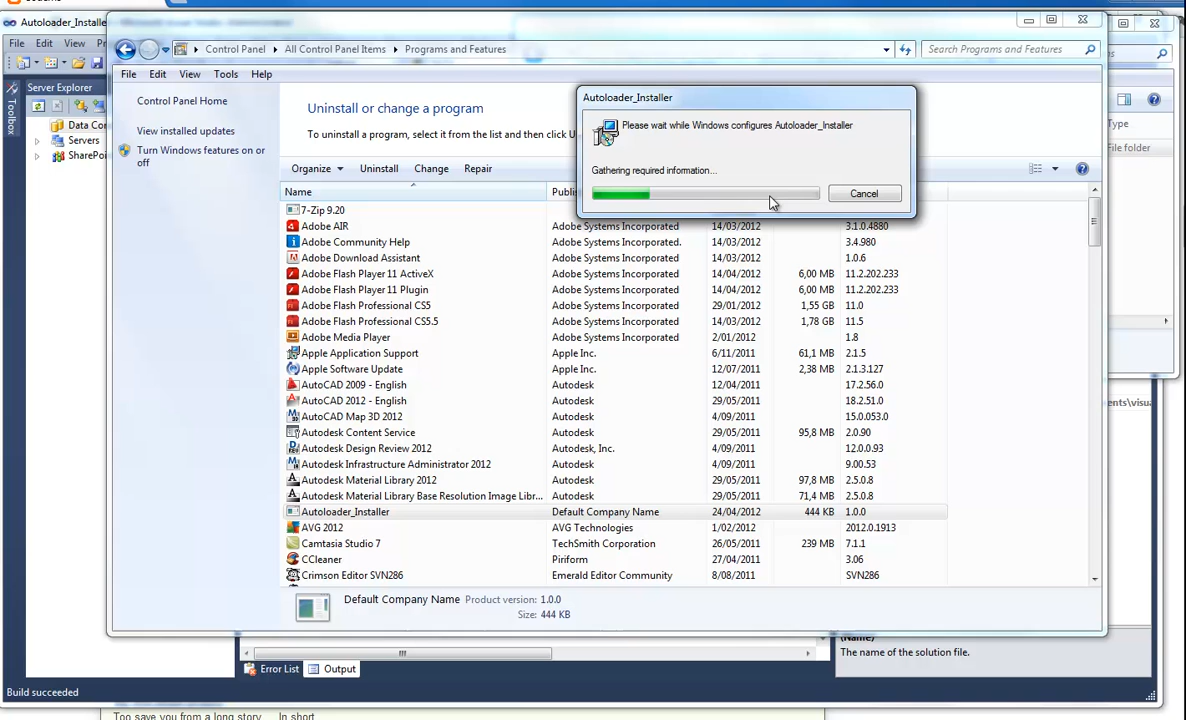 Autoloader_Installe
File Edit View
Server Explorer
Toolbox
Data Con
Servers
SharePoi
Control Panel All Control Panel Items Programs and Features
Search Programs and Features
File Edit View Tools Help
Control Panel Home
View installed updates
Turn Windows features on or
off
Uninstall or change a program
To uninstall a program, select it from the list and then click U
Organize Uninstall Change Repair
Autoloader_Installer
Please wait while Windows configures Autoloader_Installer
Gathering required information...
Cancel
Type
File folder
Name Publi
7-Zip 9.20
Adobe AIR Adobe Systems Incorporated 14/03/2012 3.1.0.4880
Adobe Community Help Adobe Systems Incorporated. 14/03/2012 3.4.980
Adobe Download Assistant Adobe Systems Incorporated 14/03/2012 1.0.6
Adobe Flash Player 11 ActiveX Adobe Systems Incorporated 14/04/2012 6,00 MB 11.2.202.233
Adobe Flash Player 11 Plugin Adobe Systems Incorporated 14/04/2012 6,00 MB 11.2.202.233
Adobe Flash Professional CS5 Adobe Systems Incorporated 29/01/2012 1,55 GB 11.0
Adobe Flash Professional CS5.5 Adobe Systems Incorporated 14/03/2012 1,78 GB 11.5
Adobe Media Player Adobe Systems Incorporated 2/01/2012 1.8
Apple Application Support Apple Inc. 6/11/2011 61,1 MB 2.1.5
Apple Software Update Apple Inc. 12/07/2011 2,38 MB 2.1.3.127
AutoCAD 2009 - English Autodesk 12/04/2011 17.2.56.0
AutoCAD 2012 - English Autodesk 29/05/2011 18.2.51.0
AutoCAD Map 3D 2012 Autodesk 4/09/2011 15.0.053.0
Autodesk Content Service Autodesk 29/05/2011 95,8 MB 2.0.90
Autodesk Design Review 2012 Autodesk, Inc. 4/09/2011 12.0.0.93
Autodesk Infrastructure Administrator 2012 Autodesk 4/09/2011 9.00.53
Autodesk Material Library 2012 Autodesk 29/05/2011 97,8 MB 2.5.0.8
Autodesk Material Library Base Resolution Image Libr... Autodesk 29/05/2011 71,4 MB 2.5.0.8
Autoloader_Installer Default Company Name 24/04/2012 444 KB 1.0.0
AVG 2012 AVG Technologies 1/02/2012 2012.0.1913
Camtasia Studio 7 TechSmith Corporation 26/05/2011 239 MB 7.1.1
CCleaner Piriform 27/04/2011 3.06
Crimson Editor SVN286 Emerald Editor Community 8/08/2011 SVN286
ents\visua
Default Company Name Product version: 1.0.0
Size: 444 KB
(Name)
The name of the solution file.
Error List Output
Build succeeded
Too save you from a long story In short